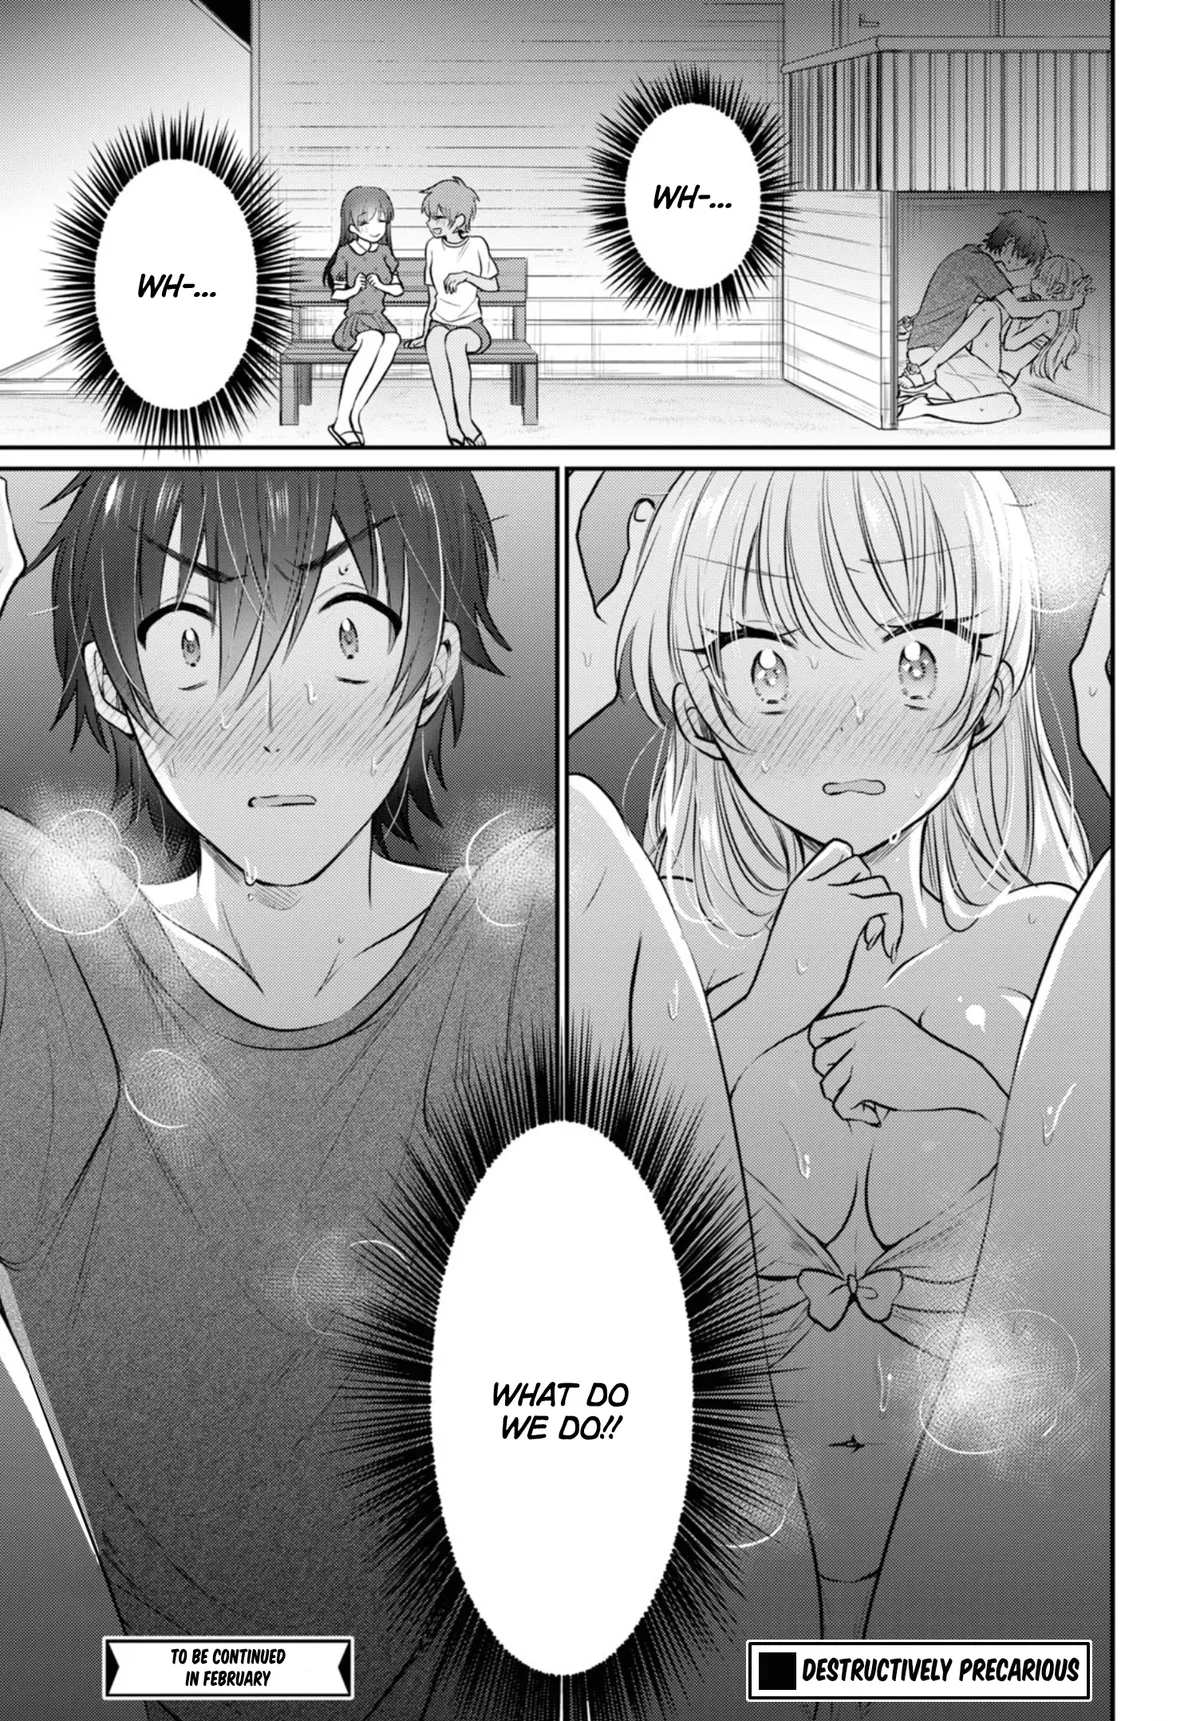 WH-...
WH-...
WHAT DO
WE DO!!
TO BE CONTINUED
IN FEBRUARY
DESTRUCTIVELY PRECARIOUS